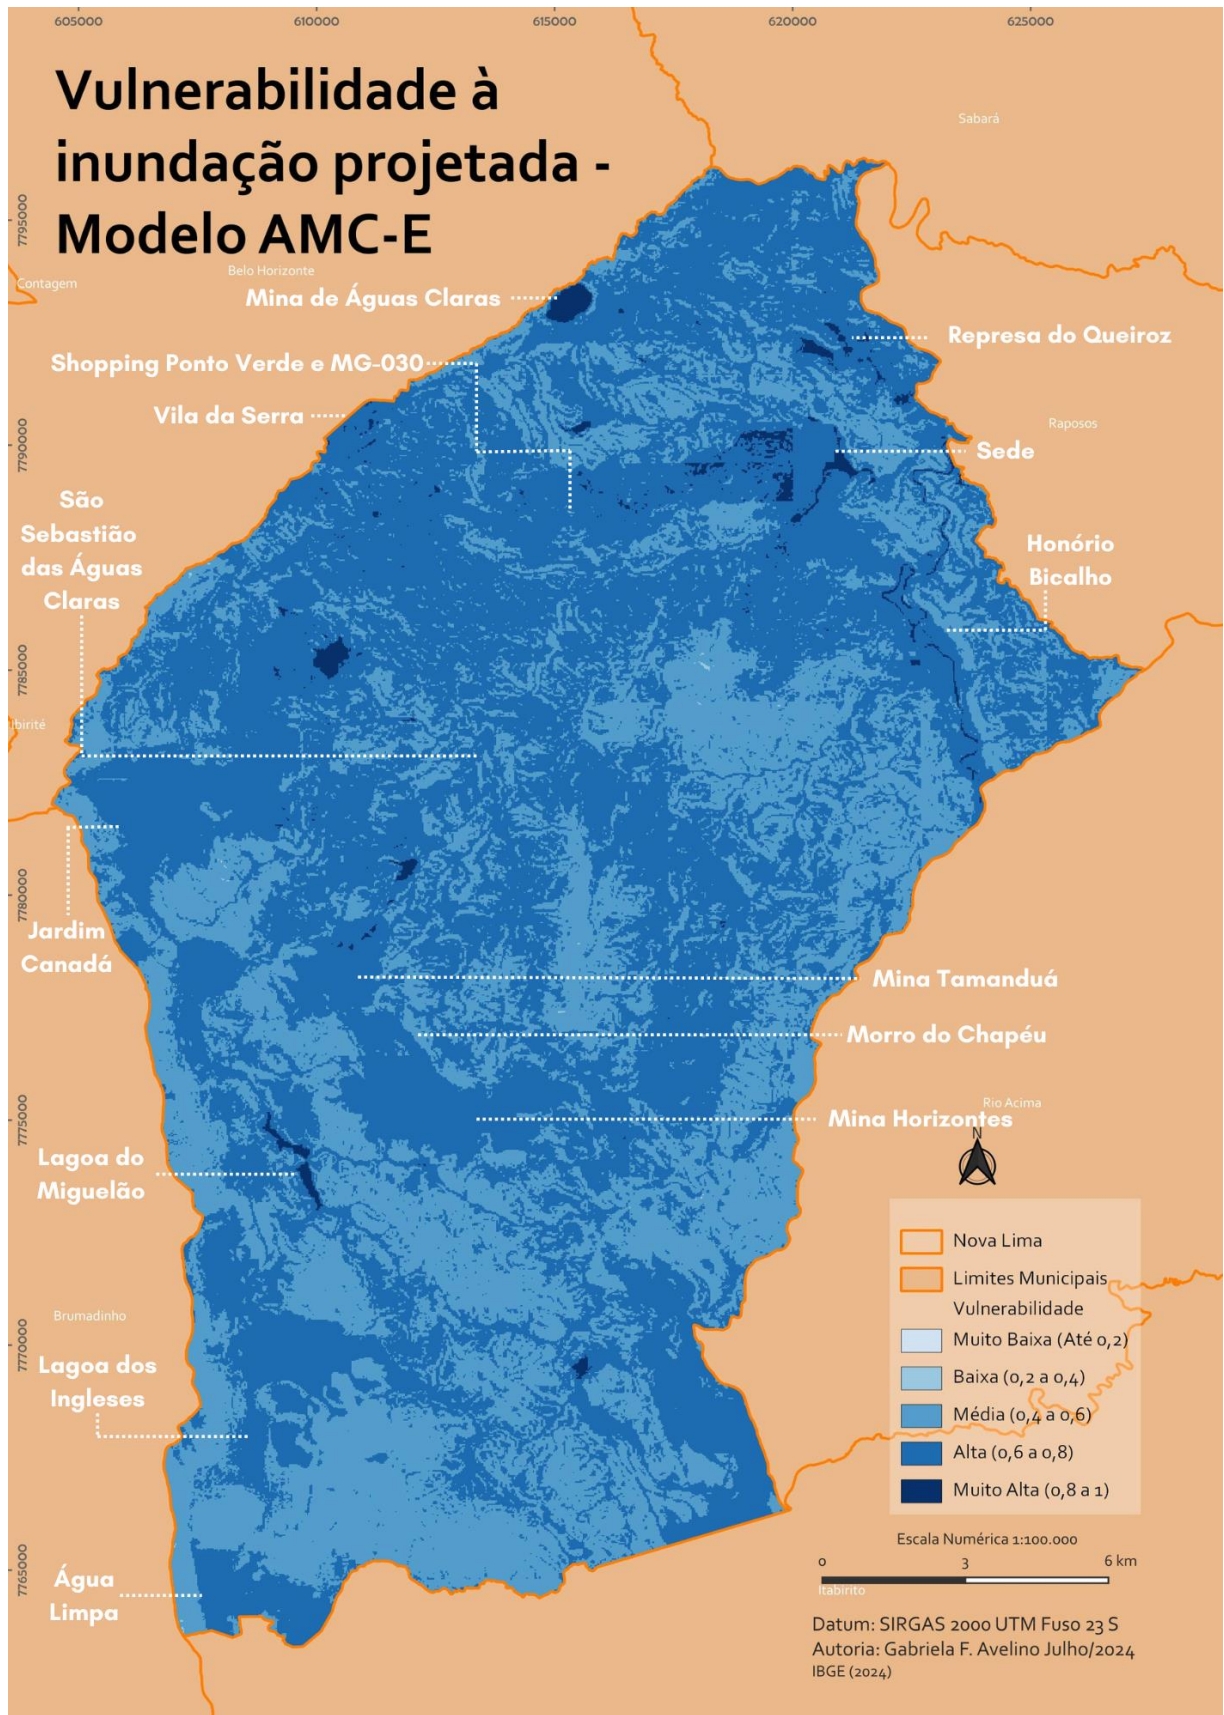 605000
610000
615000
620000
625000
Vulnerabilidade à
inundação projetada -
Modelo AMC-E
Sabará
7795000
Belo Horizonte
Contagem
Mina de Águas Claras
Represa do Queiroz
Shopping Ponto Verde e MG-030
Vila da Serra
Raposos
7790000
Sede
São
Sebastião
das Águas
Claras
Honório
Bicalho
7785000
Ibirité
7780000
Jardim
Canadá
Mina Tamanduá
Morro do Chapéu
Rio Acima
Mina Horizontes
7775000
N
Lagoa do
Miguelão
Nova Lima
Limites Municipais
Vulnerabilidade
Muito Baixa (Até 0,2)
Baixa (0,2 a 0,4)
Média (0,4 a 0,6)
Alta (0,6 a 0,8)
Muito Alta (0,8 a 1)
Brumadinho
7770000
Lagoa dos
Ingleses
Escala Numérica 1:100.000
0 3 6 km
Itabirito
7765000
Água
Limpa
Datum: SIRGAS 2000 UTM Fuso 23 S
Autoria: Gabriela F. Avelino Julho/2024
IBGE (2024)